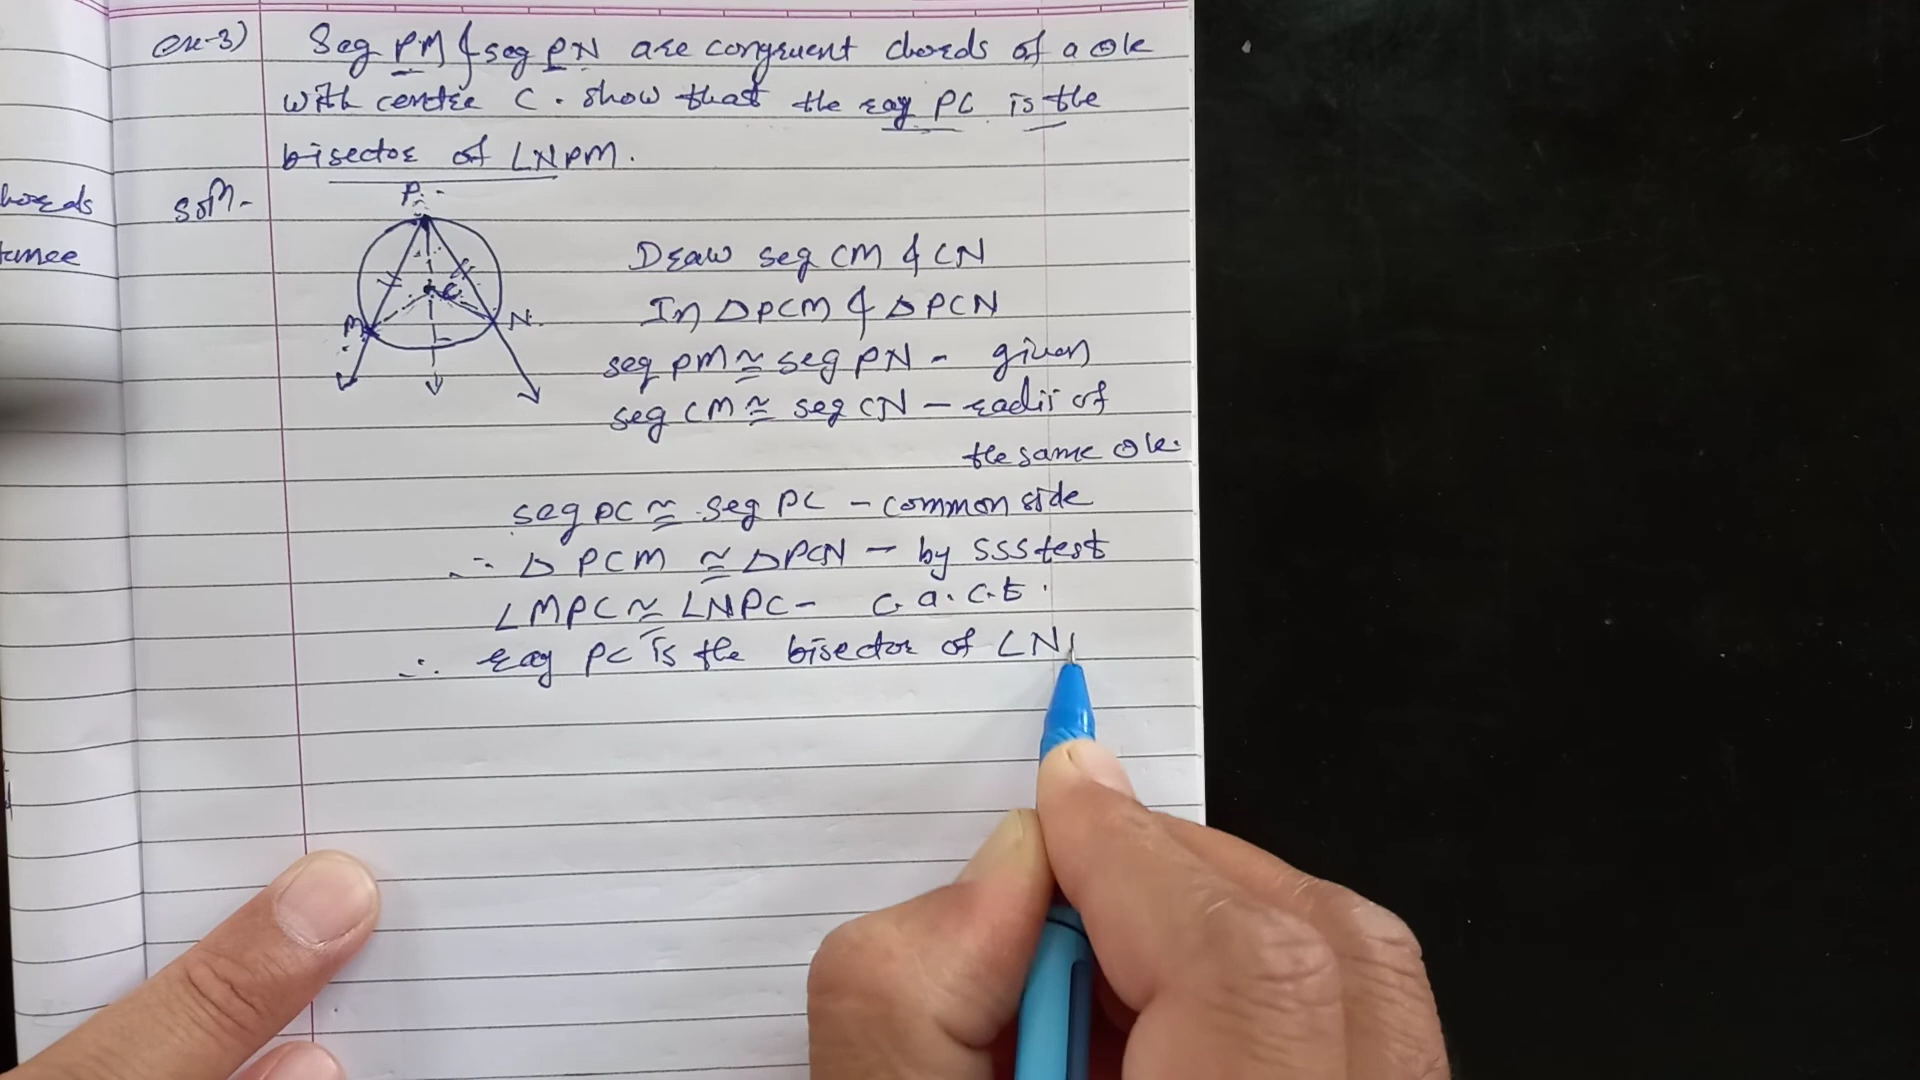 ex-3) Seg PM & seg PN are congruent chords of a ⊙le
with centre C. show that the ray PC is the
bisector of ∠NPM.
hords
tance
soln-
P
C
M
N
Draw seg CM & CN
In △PCM & △PCN
seg PM ≅ seg PN - given
seg CM ≅ seg CN - radii of
the same ⊙le.
seg PC ≅ seg PC - common side
∴ △ PCM ≅ △PCN - by SSS test
∠MPC ≅ ∠NPC - c.a.c.t.
∴ ray PC is the bisector of ∠N